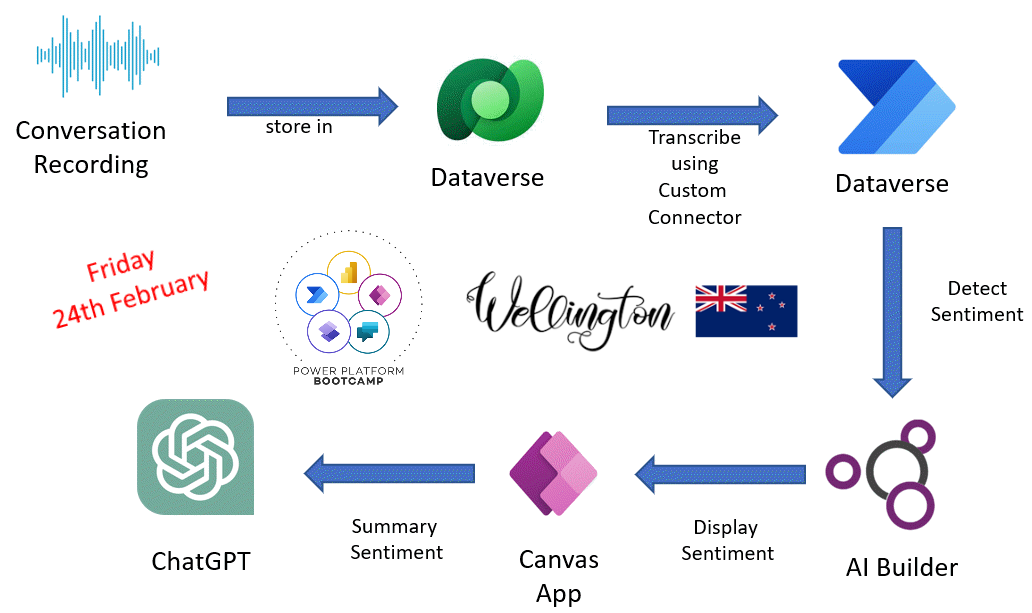 Conversation
Recording
store in
Dataverse
Transcribe
using
Custom
Connector
Dataverse
Friday
24th February
POWER PLATFORM
BOOTCAMP
Wellington
Detect
Sentiment
ChatGPT
Summary
Sentiment
Canvas
App
Display
Sentiment
AI Builder